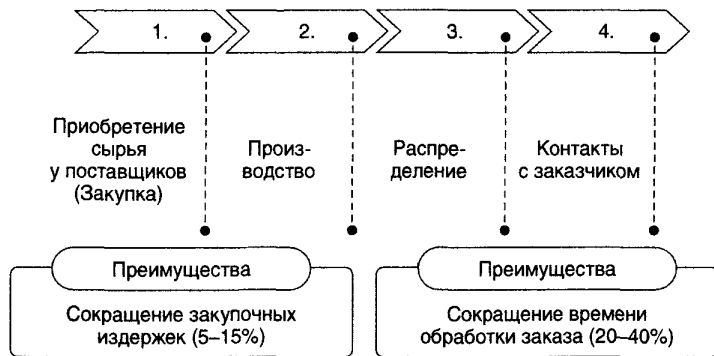 1.
2.
3.
4.
Приобретение
сырья
у поставщиков
(Закупка)
Произ-
водство
Распре-
деление
Контакты
с заказчиком
Преимущества
Сокращение закупочных
издержек (5–15%)
Преимущества
Сокращение времени
обработки заказа (20–40%)